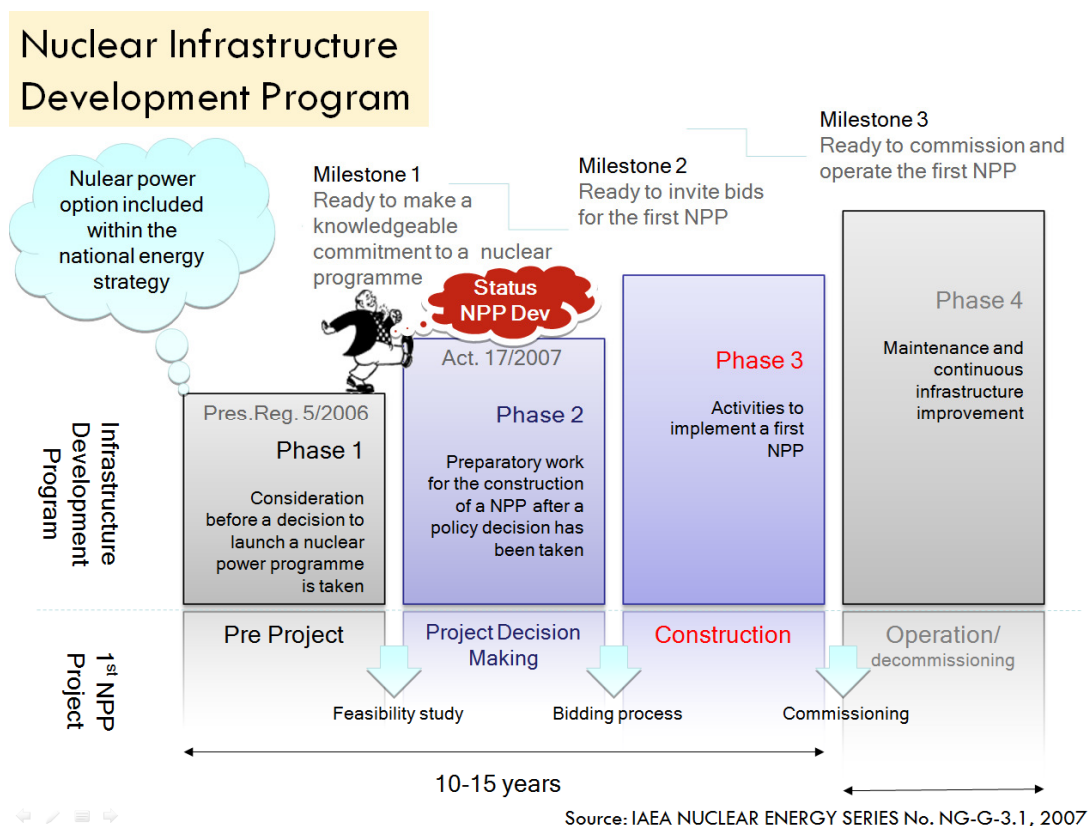 Nuclear Infrastructure
Development Program
Nulear power
option included
within the
national energy
strategy
Milestone 1
Ready to make a
knowledgeable
commitment to a nuclear
programme
Milestone 2
Ready to invite bids
for the first NPP
Milestone 3
Ready to commission and
operate the first NPP
Status
NPP Dev
Infrastructure
Development
Program
Pres.Reg. 5/2006
Phase 1
Consideration
before a decision to
launch a nuclear
power programme
is taken
Act. 17/2007
Phase 2
Preparatory work
for the construction
of a NPP after a
policy decision has
been taken
Phase 3
Activities to
implement a first
NPP
Phase 4
Maintenance and
continuous
infrastructure
improvement
1st NPP
Project
Pre Project
Project Decision
Making
Construction
Operation/
decommissioning
Feasibility study
Bidding process
Commissioning
10-15 years
Source: IAEA NUCLEAR ENERGY SERIES No. NG-G-3.1, 2007